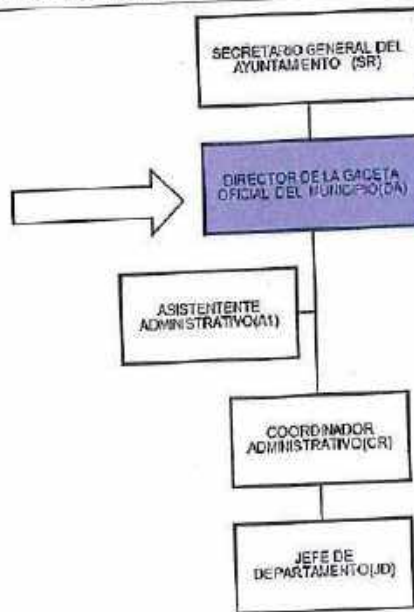 SECRETARIO GENERAL DEL
AYUNTAMIENTO (SR)
DIRECTOR DE LA GACETA
OFICIAL DEL MUNICIPIO(DA)
ASISTENTENTE
ADMINISTRATIVO(A1)
COORDINADOR
ADMINISTRATIVO(CR)
JEFE DE
DEPARTAMENTO(JD)